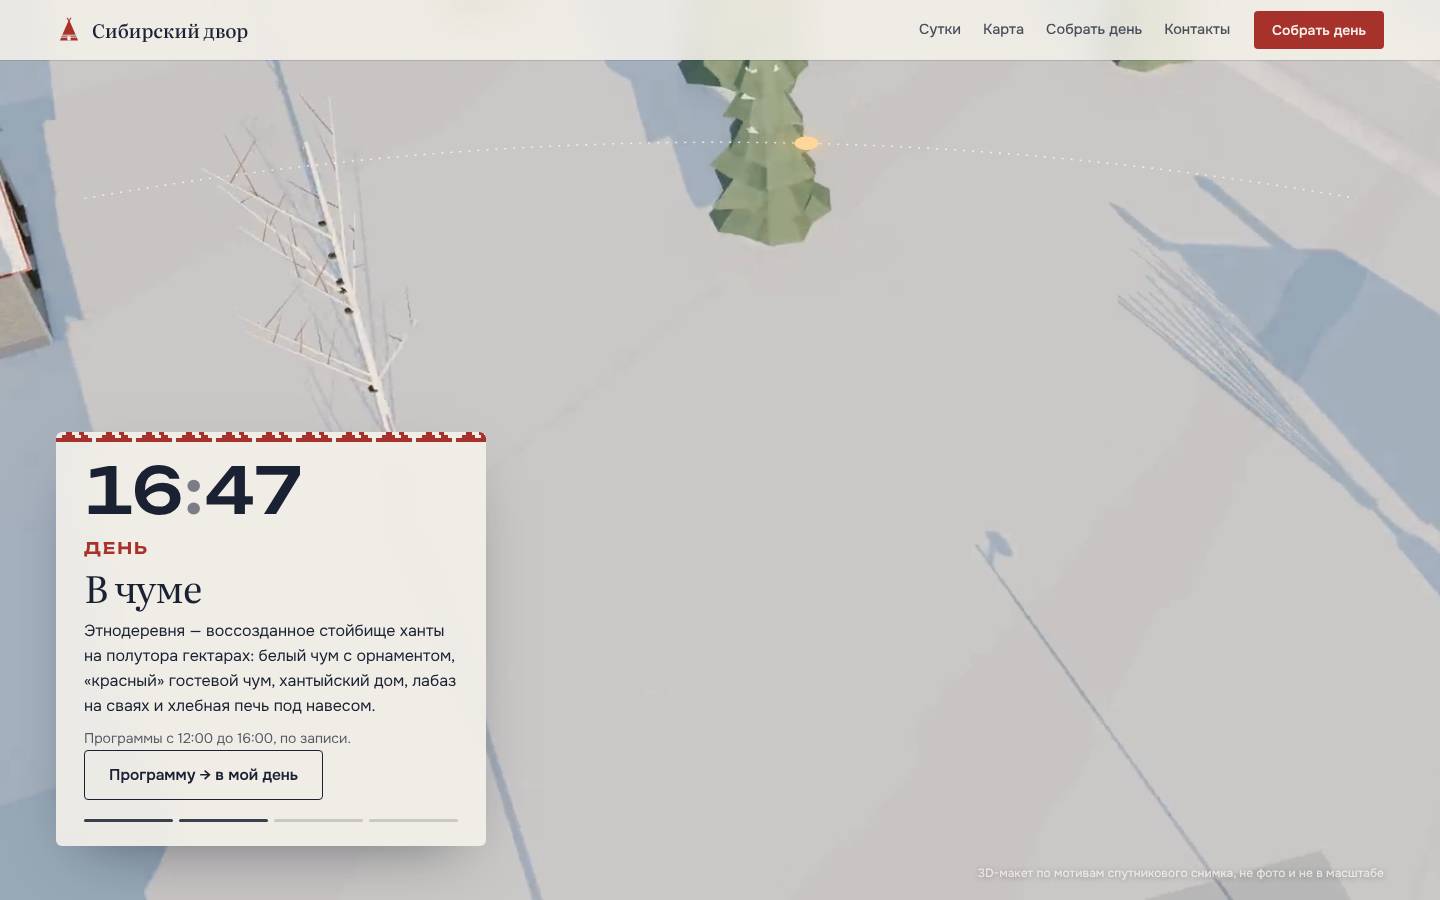 Сибирский двор
Сутки
Карта
Собрать день
Контакты
Собрать день
16:47
ДЕНЬ
В чуме
Этнодеревня — воссозданное стойбище ханты
на полутора гектарах: белый чум с орнаментом,
«красный» гостевой чум, хантыйский дом, лабаз
на сваях и хлебная печь под навесом.
Программы с 12:00 до 16:00, по записи.
Программу → в мой день
3D-макет по мотивам спутникового снимка, не фото и не в масштабе